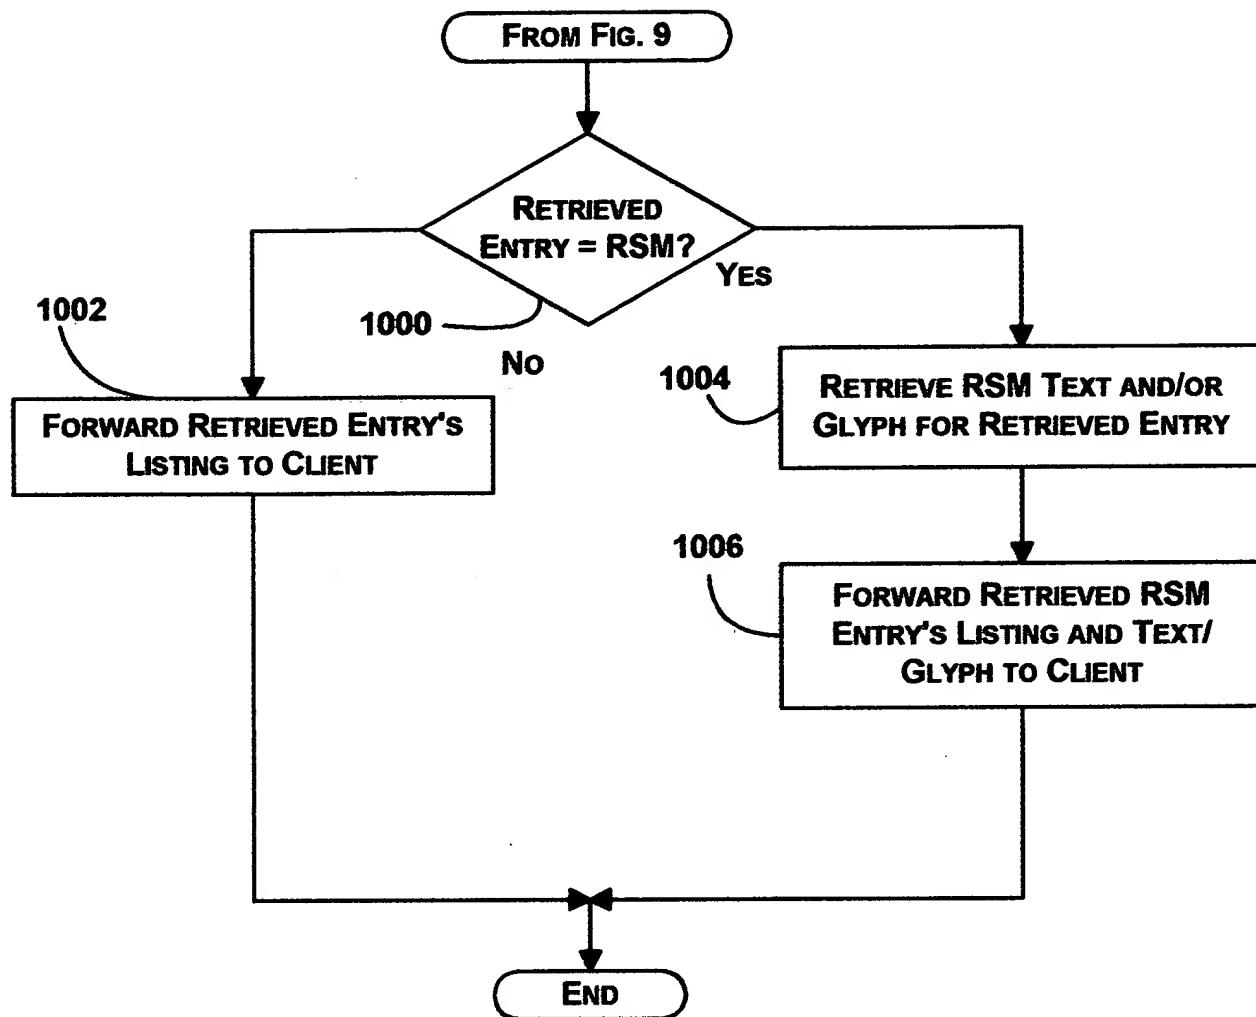 FROM FIG. 9
RETRIEVED
ENTRY = RSM?
YES
1000
NO
1002
FORWARD RETRIEVED ENTRY'S
LISTING TO CLIENT
1004
RETRIEVE RSM TEXT AND/OR
GLYPH FOR RETRIEVED ENTRY
1006
FORWARD RETRIEVED RSM
ENTRY'S LISTING AND TEXT/
GLYPH TO CLIENT
END